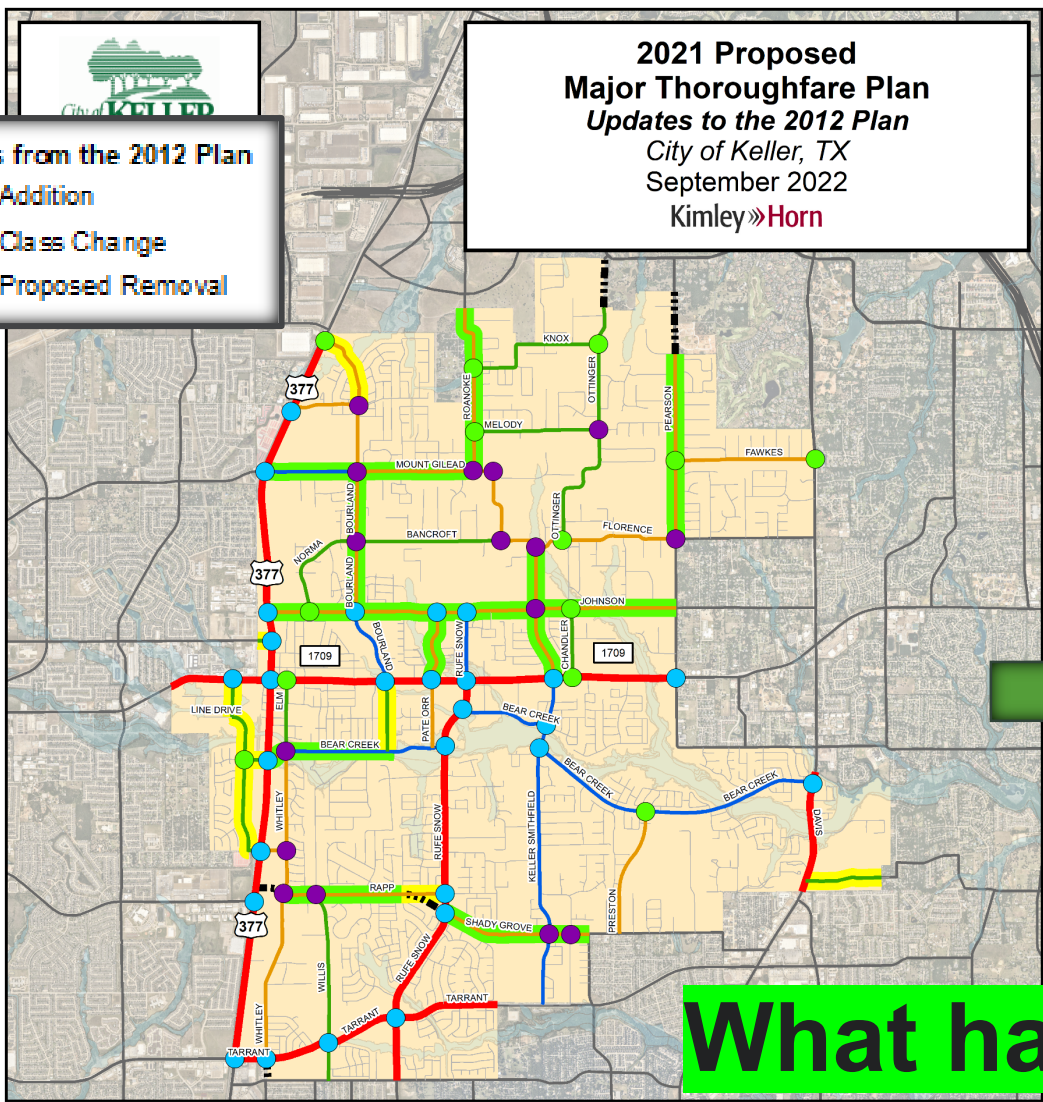 2021 Proposed
Major Thoroughfare Plan
Updates to the 2012 Plan
City of Keller, TX
September 2022
Kimley»Horn
City of KELLER
s from the 2012 Plan
Addition
Class Change
Proposed Removal
KNOX
377
ROANOKE
OTTINGER
PEARSON
MELODY
FAWKES
MOUNT GILEAD
BOURLAND
OTTINGER
FLORENCE
BANCROFT
NORMA
377
BOURLAND
JOHNSON
BOURLAND
RUFE SNOW
CHANDLER
1709
1709
ELM
LINE DRIVE
PATE ORR
BEAR CREEK
BEAR CREEK
BEAR CREEK
BEAR CREEK
WHITLEY
RUFE SNOW
KELLER SMITHFIELD
DAVIS
RAPP
PRESTON
377
SHADY GROVE
RUFE SNOW
WILLIS
TARRANT
TARRANT
WHITLEY
TARRANT
What ha